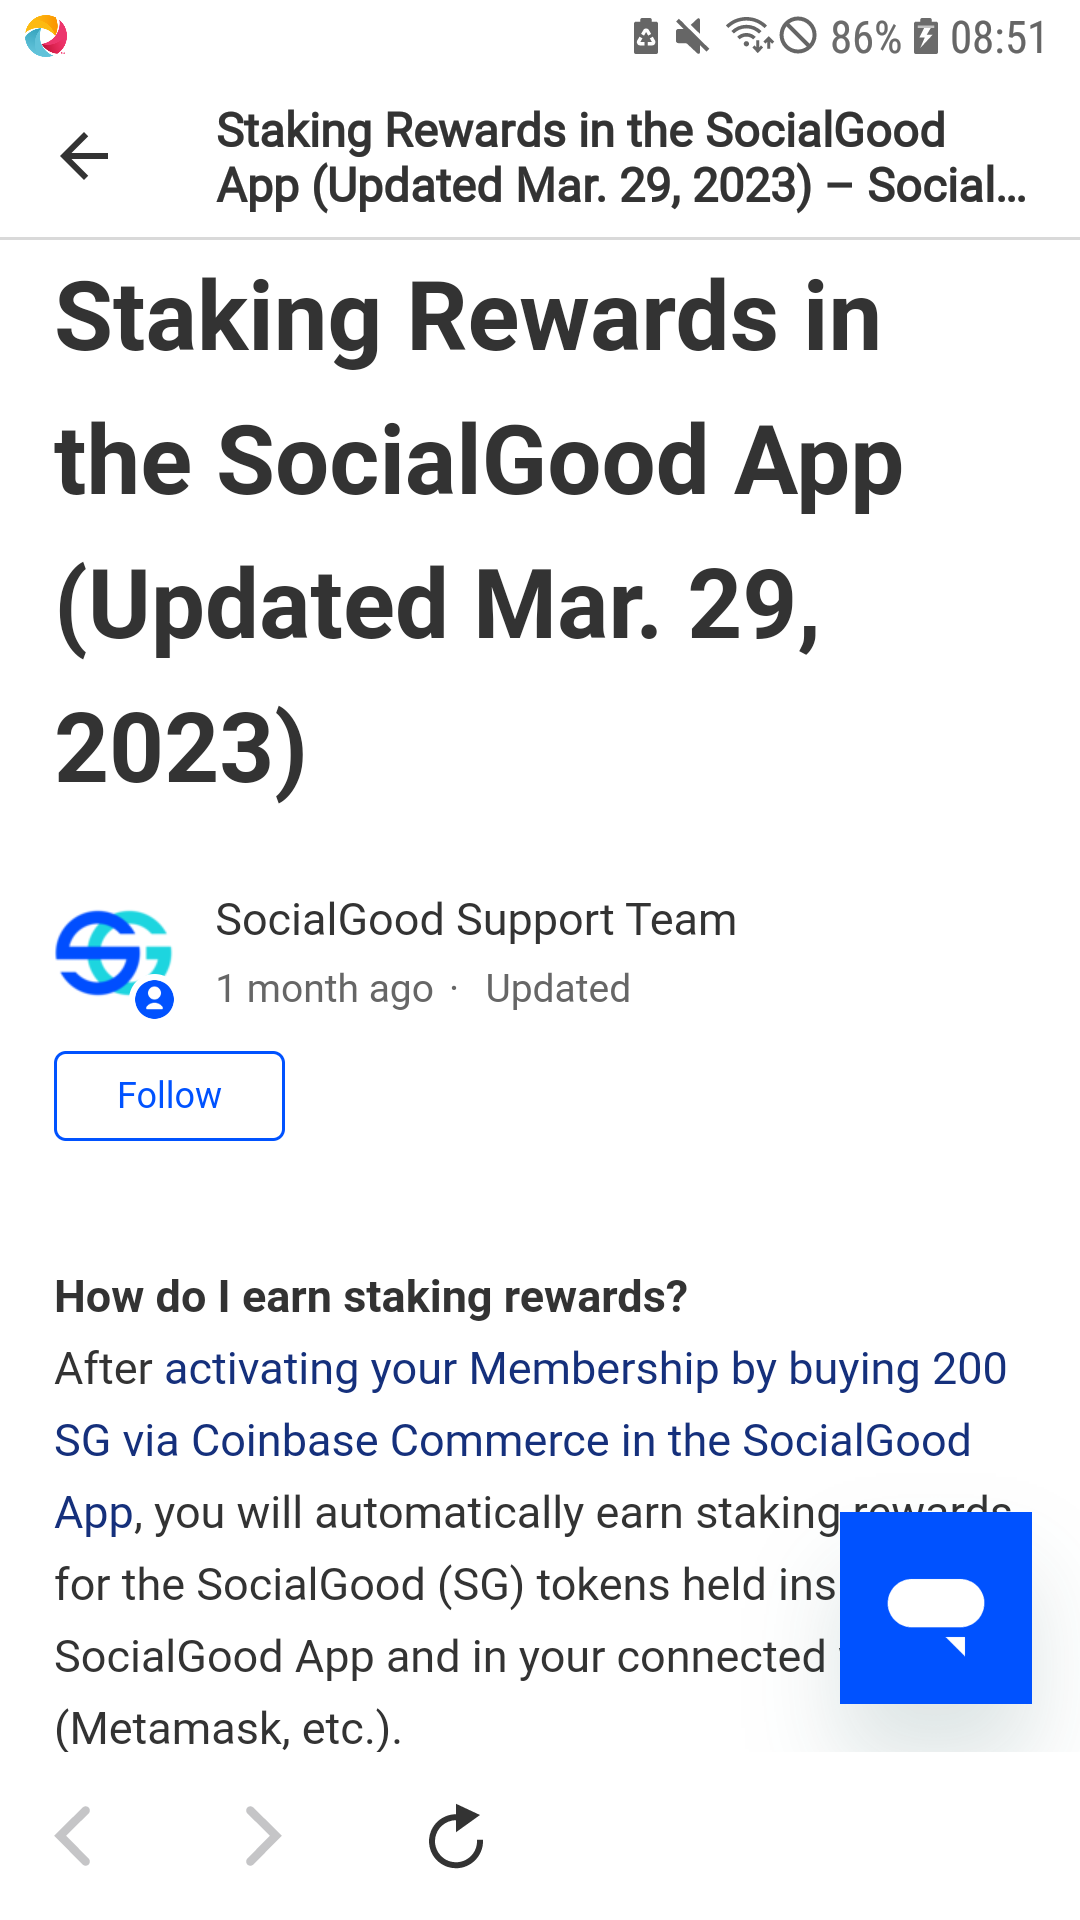 86% 08:51
Staking Rewards in the SocialGood
App (Updated Mar. 29, 2023) – Social...
Staking Rewards in
the SocialGood App
(Updated Mar. 29,
2023)
SocialGood Support Team
1 month ago · Updated
Follow
How do I earn staking rewards?
After activating your Membership by buying 200
SG via Coinbase Commerce in the SocialGood
App, you will automatically earn staking rewards
for the SocialGood (SG) tokens held ins
SocialGood App and in your connected
(Metamask, etc.).